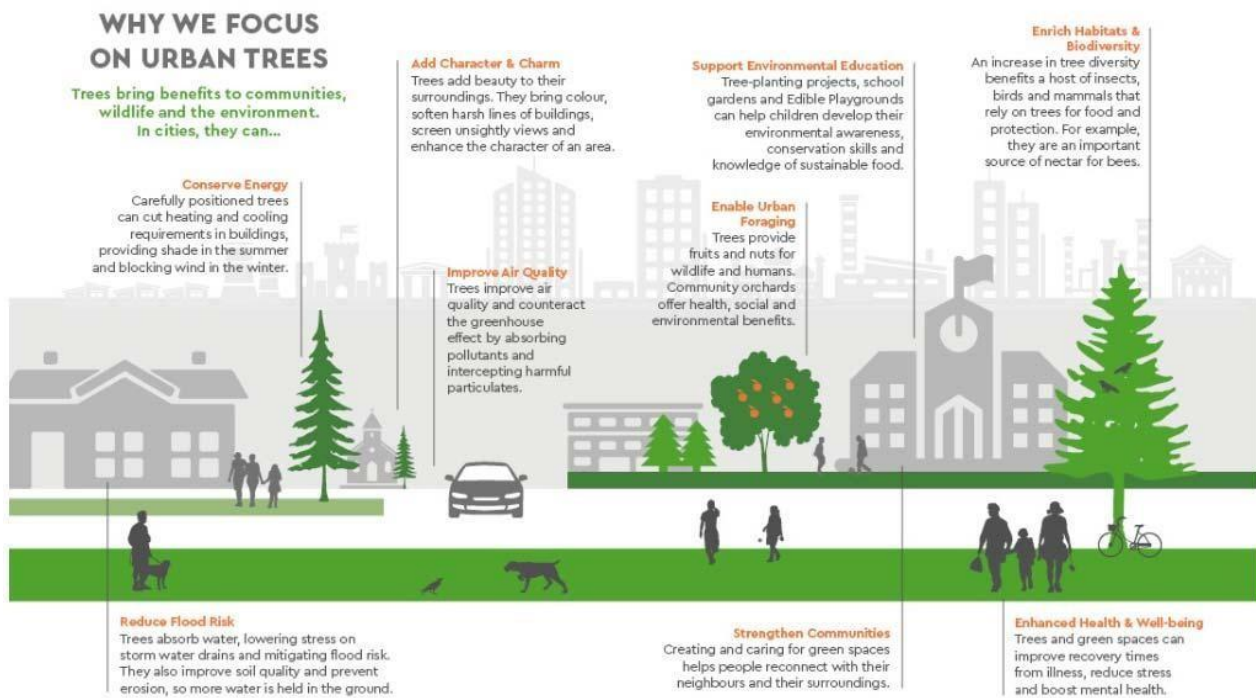 WHY WE FOCUS
ON URBAN TREES
Trees bring benefits to communities,
wildlife and the environment.
In cities, they can...
Conserve Energy
Carefully positioned trees
can cut heating and cooling
requirements in buildings,
providing shade in the summer
and blocking wind in the winter.
Add Character & Charm
Trees add beauty to their
surroundings. They bring colour,
soften harsh lines of buildings,
screen unsightly views and
enhance the character of an area.
Improve Air Quality
Trees improve air
quality and counteract
the greenhouse
effect by absorbing
pollutants and
intercepting harmful
particulates.
Support Environmental Education
Tree-planting projects, school
gardens and Edible Playgrounds
can help children develop their
environmental awareness,
conservation skills and
knowledge of sustainable food.
Enable Urban
Foraging
Trees provide
fruits and nuts for
wildlife and humans.
Community orchards
offer health, social and
environmental benefits.
Enrich Habitats &
Biodiversity
An increase in tree diversity
benefits a host of insects,
birds and mammals that
rely on trees for food and
protection. For example,
they are an important
source of nectar for bees.
Reduce Flood Risk
Trees absorb water, lowering stress on
storm water drains and mitigating flood risk.
They also improve soil quality and prevent
erosion, so more water is held in the ground.
Strengthen Communities
Creating and caring for green spaces
helps people reconnect with their
neighbours and their surroundings.
Enhanced Health & Well-being
Trees and green spaces can
improve recovery times
from illness, reduce stress
and boost mental health.